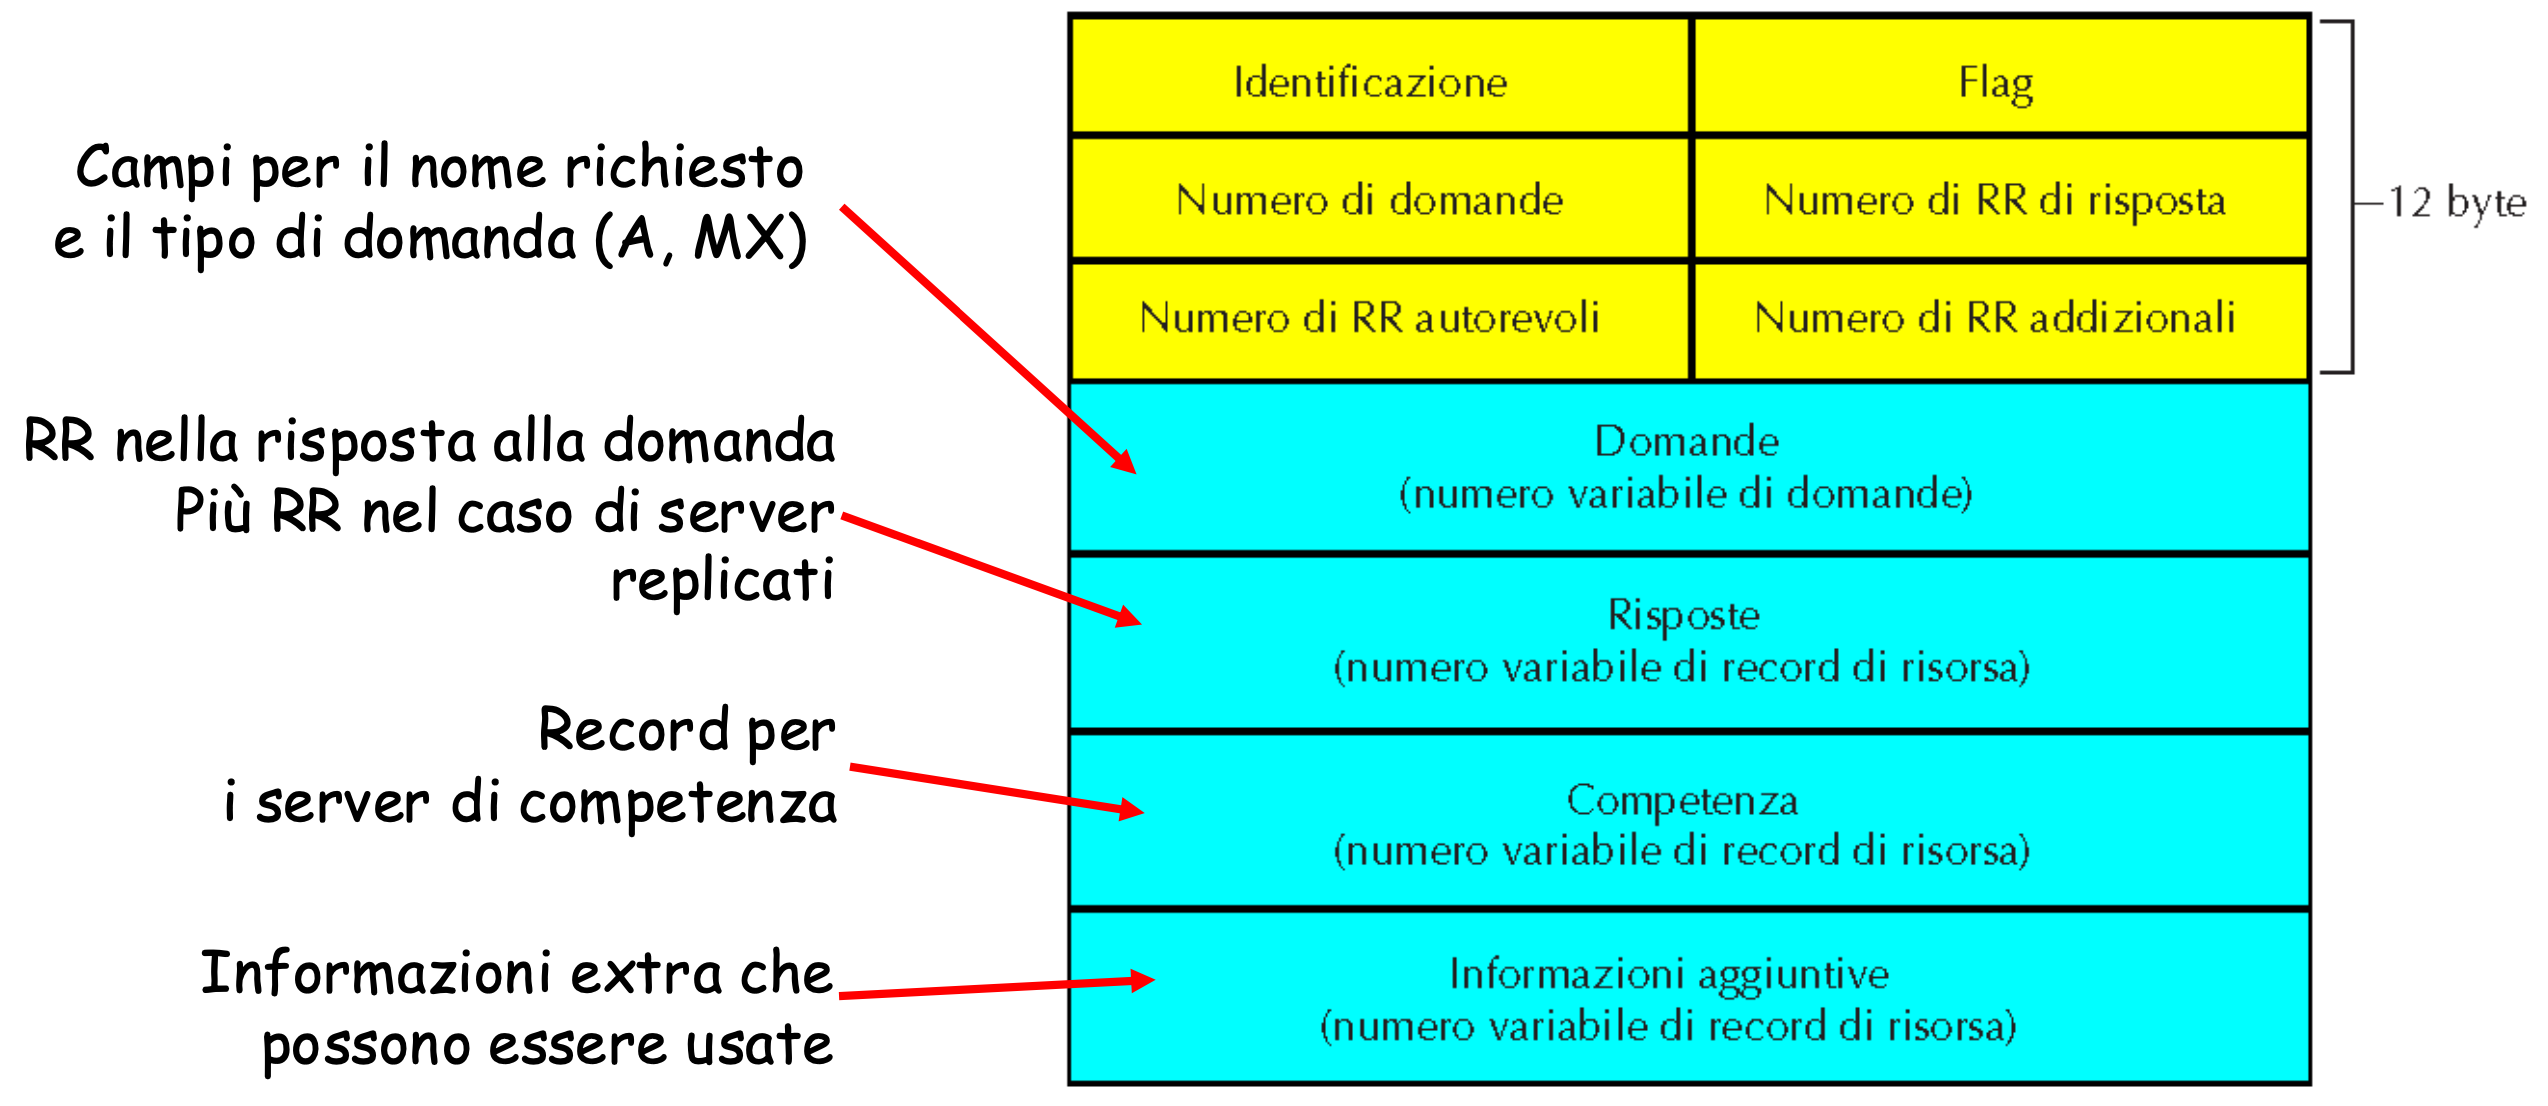 Identificazione
Flag
Numero di domande
Numero di RR di risposta
12 byte
Numero di RR autorevoli
Numero di RR addizionali
Campi per il nome richiesto
e il tipo di domanda (A, MX)
Domande
(numero variabile di domande)
RR nella risposta alla domanda
Più RR nel caso di server
replicati
Risposte
(numero variabile di record di risorsa)
Record per
i server di competenza
Competenza
(numero variabile di record di risorsa)
Informazioni extra che
possono essere usate
Informazioni aggiuntive
(numero variabile di record di risorsa)